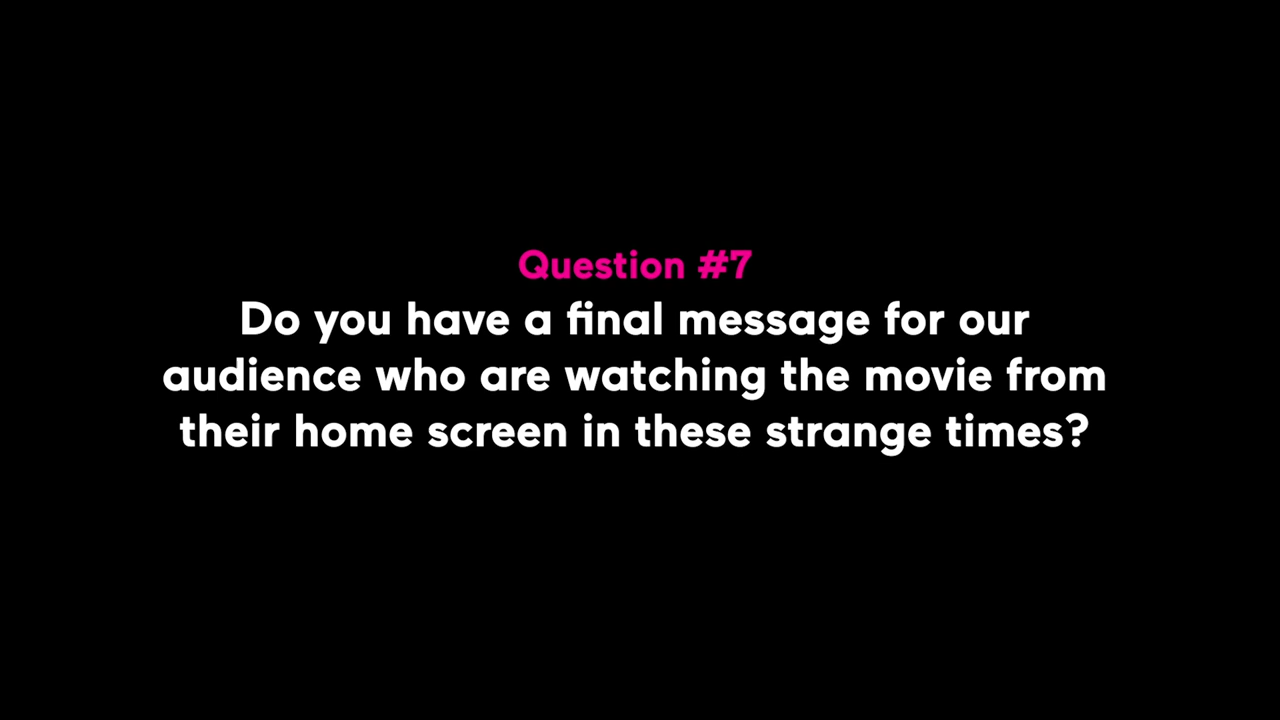 Question #7
Do you have a final message for our
audience who are watching the movie from
their home screen in these strange times?